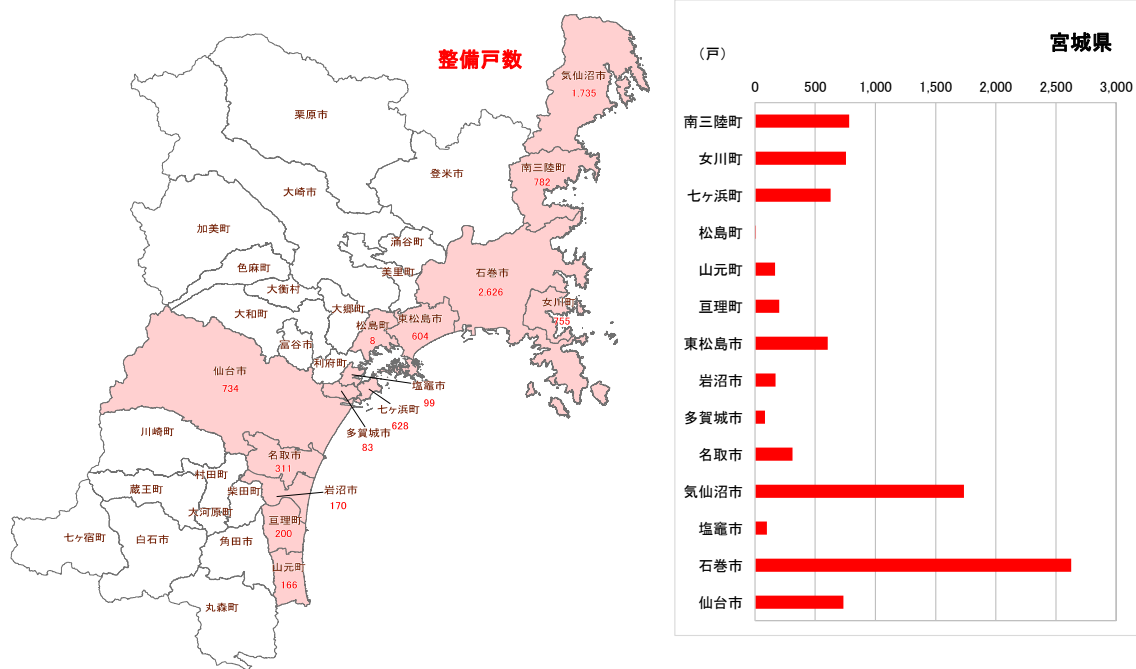 整備戸数
気仙沼市
1,735
栗原市
登米市
南三陸町
782
大崎市
加美町
涌谷町
色麻町
美里町
石巻市
2.626
大衡村
大郷町
女川町
755
大和町
東松島市
604
松島町
8
富谷市
利府町
仙台市
734
塩竈市
99
七ヶ浜町
628
多賀城市
83
川崎町
名取市
311
村田町
蔵王町
柴田町
岩沼市
170
大河原町
亘理町
200
七ヶ宿町
白石市
角田市
山元町
166
丸森町
宮城県
（戸）
0 500 1,000 1,500 2,000 2,500 3,000
南三陸町
女川町
七ヶ浜町
松島町
山元町
亘理町
東松島市
岩沼市
多賀城市
名取市
気仙沼市
塩竈市
石巻市
仙台市